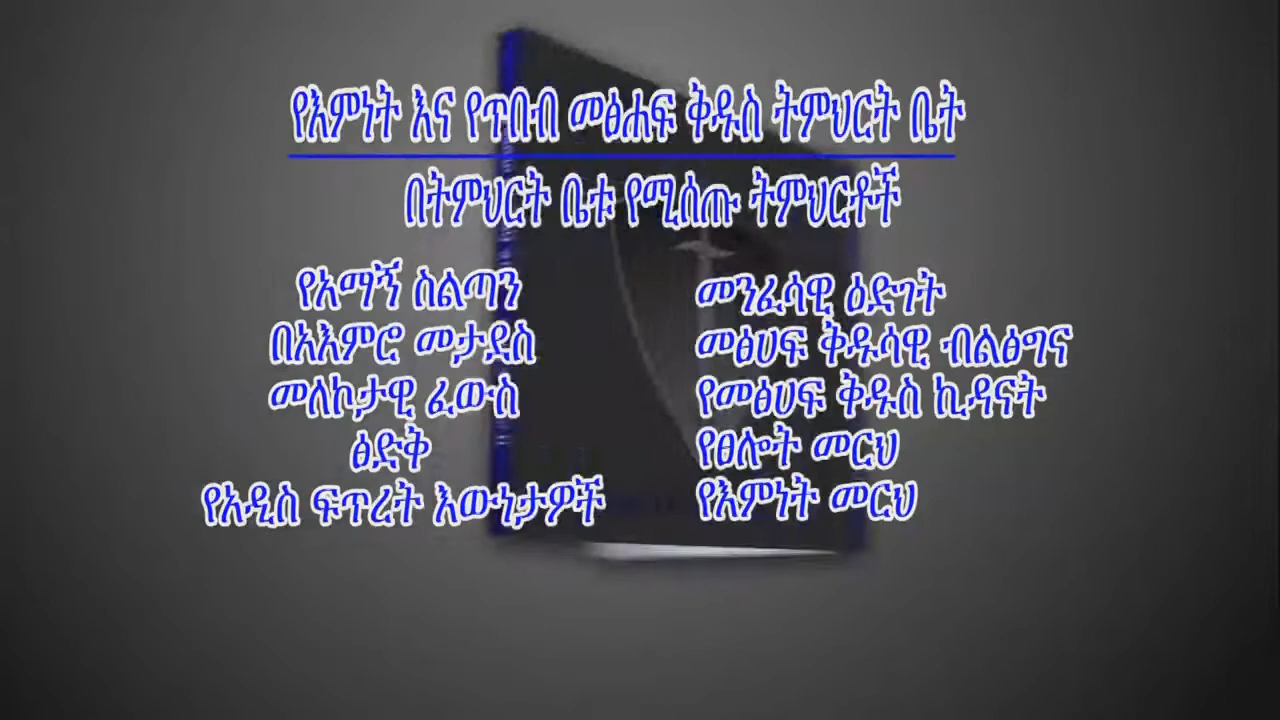 የእምነት እና የጥበብ መፅሐፍ ቅዱስ ትምህርት ቤት
በትምህርት ቤቱ የሚሰጡ ትምህርቶች
የአማኝ ስልጣን
በአእምሮ መታደስ
መለኮታዊ ፈውስ
ፅድቅ
የአዲስ ፍጥረት እውነታዎች
መንፈሳዊ ዕድገት
መፅሀፍ ቅዱሳዊ ብልፅግና
የመፅሀፍ ቅዱስ ኪዳናት
የፀሎት መርህ
የእምነት መርህ